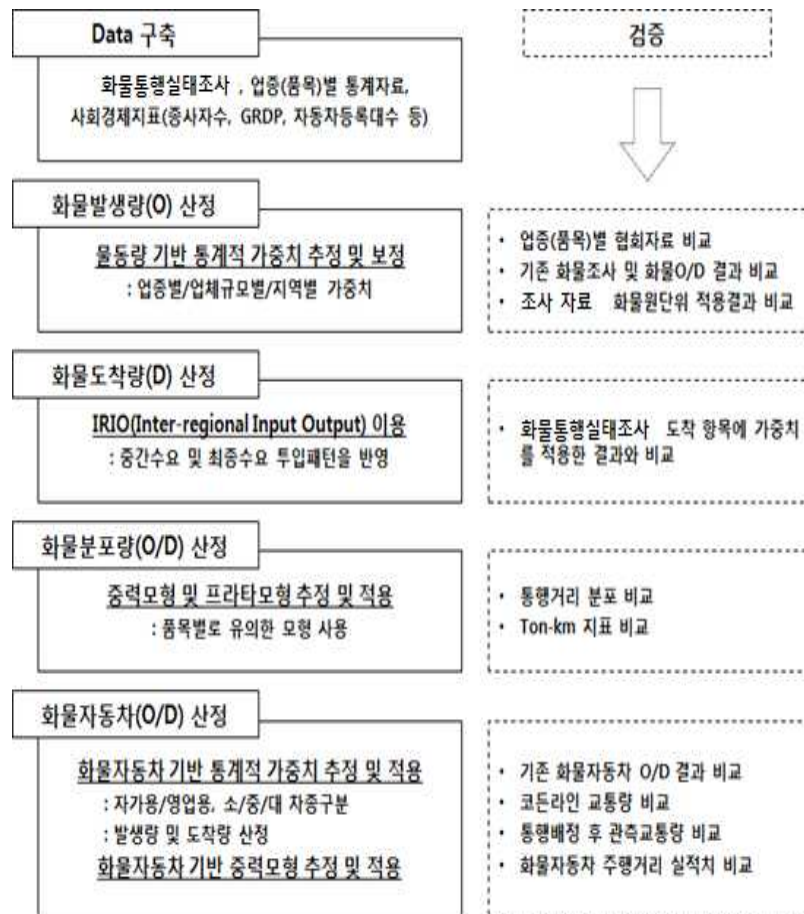 Data 구축
검증
화물통행실태조사 , 업종(품목)별 통계자료,
사회경제지표(종사자수, GRDP, 자동차등록대수 등)
화물발생량(O) 산정
물동량 기반 통계적 가중치 추정 및 보정
: 업종별/업체규모별/지역별 가중치
• 업종(품목)별 협회자료 비교
• 기존 화물조사 및 화물O/D 결과 비교
• 조사 자료 화물원단위 적용결과 비교
화물도착량(D) 산정
IRIO(Inter-regional Input Output) 이용
: 중간수요 및 최종수요 투입패턴을 반영
• 화물통행실태조사 도착 항목에 가중치
를 적용한 결과와 비교
화물분포량(O/D) 산정
중력모형 및 프라타모형 추정 및 적용
: 품목별로 유의한 모형 사용
• 통행거리 분포 비교
• Ton-km 지표 비교
화물자동차(O/D) 산정
화물자동차 기반 통계적 가중치 추정 및 적용
: 자가용/영업용, 소/중/대 차종구분
: 발생량 및 도착량 산정
화물자동차 기반 중력모형 추정 및 적용
• 기존 화물자동차 O/D 결과 비교
• 코든라인 교통량 비교
• 통행배정 후 관측교통량 비교
• 화물자동차 주행거리 실적치 비교